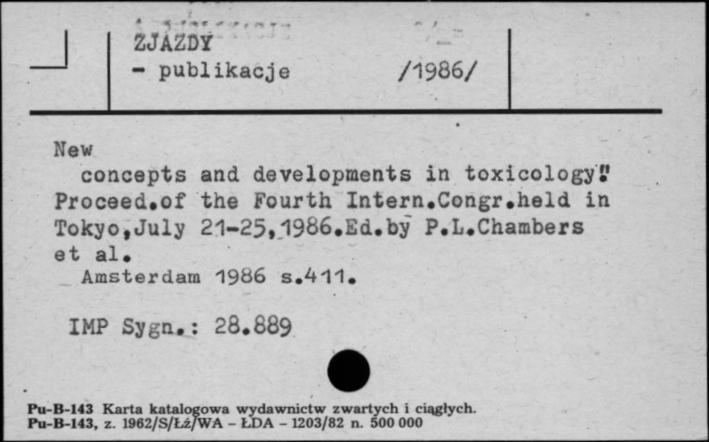 ZJAZDY
- publikacje /1986/
New
concepts and developments in toxicology"
Proceed.of the Fourth Intern.Congr.held in
Tokyo,July 21-25,1986.Ed.by P.L.Chambers
et al.
Amsterdam 1986 s.411.
IMP Sygn.: 28.889
Pu-B-143 Karta katalogowa wydawnictw zwartych i ciągłych.
Pu-B-143, z. 1962/S/Łź/WA - ŁDA - 1203/82 n. 500 000